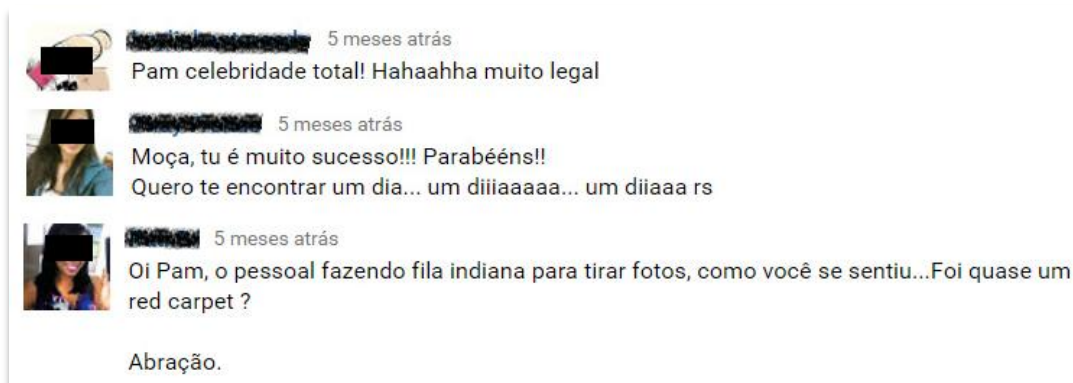 5 meses atrás
Pam celebridade total! Hahaahha muito legal
5 meses atrás
Moça, tu é muito sucesso!!! Parabééns!!
Quero te encontrar um dia... um diiiaaaaa... um diiaaa rs
5 meses atrás
Oi Pam, o pessoal fazendo fila indiana para tirar fotos, como você se sentiu...Foi quase um
red carpet ?
Abração.